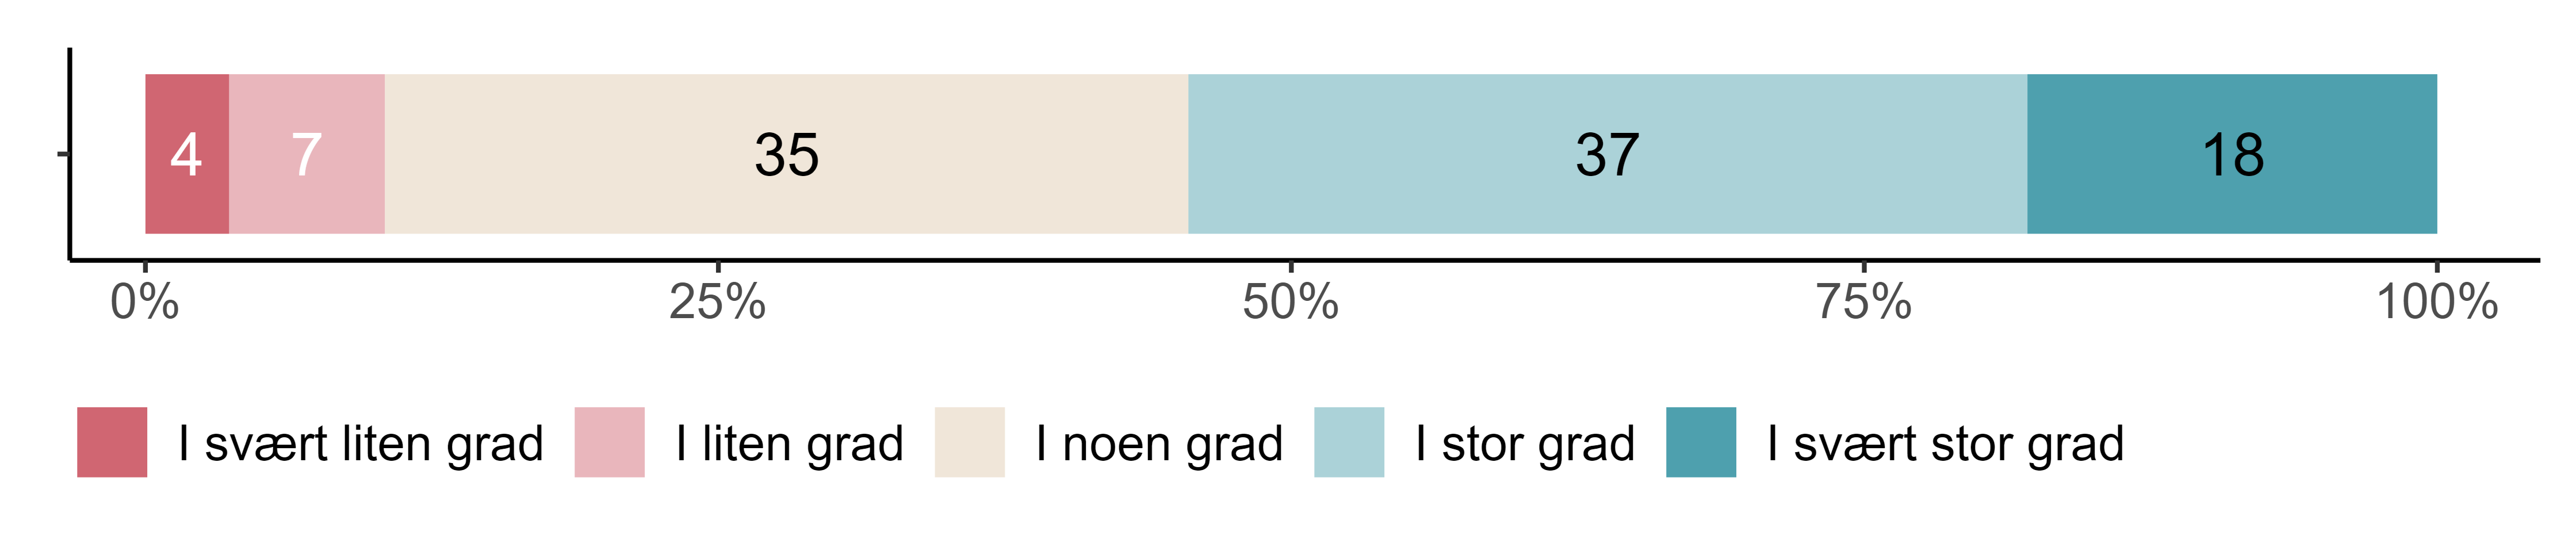 4 7 35 37 18
0% 25% 50% 75% 100%
I svært liten grad I liten grad I noen grad I stor grad I svært stor grad